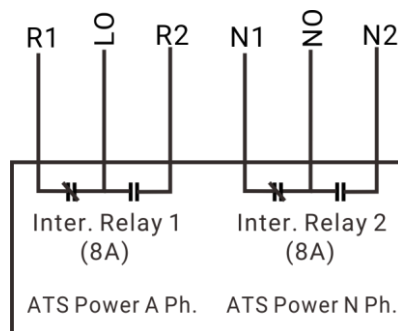 R1 LO R2 N1 NO N2
Inter. Relay 1 Inter. Relay 2
(8A) (8A)
ATS Power A Ph. ATS Power N Ph.